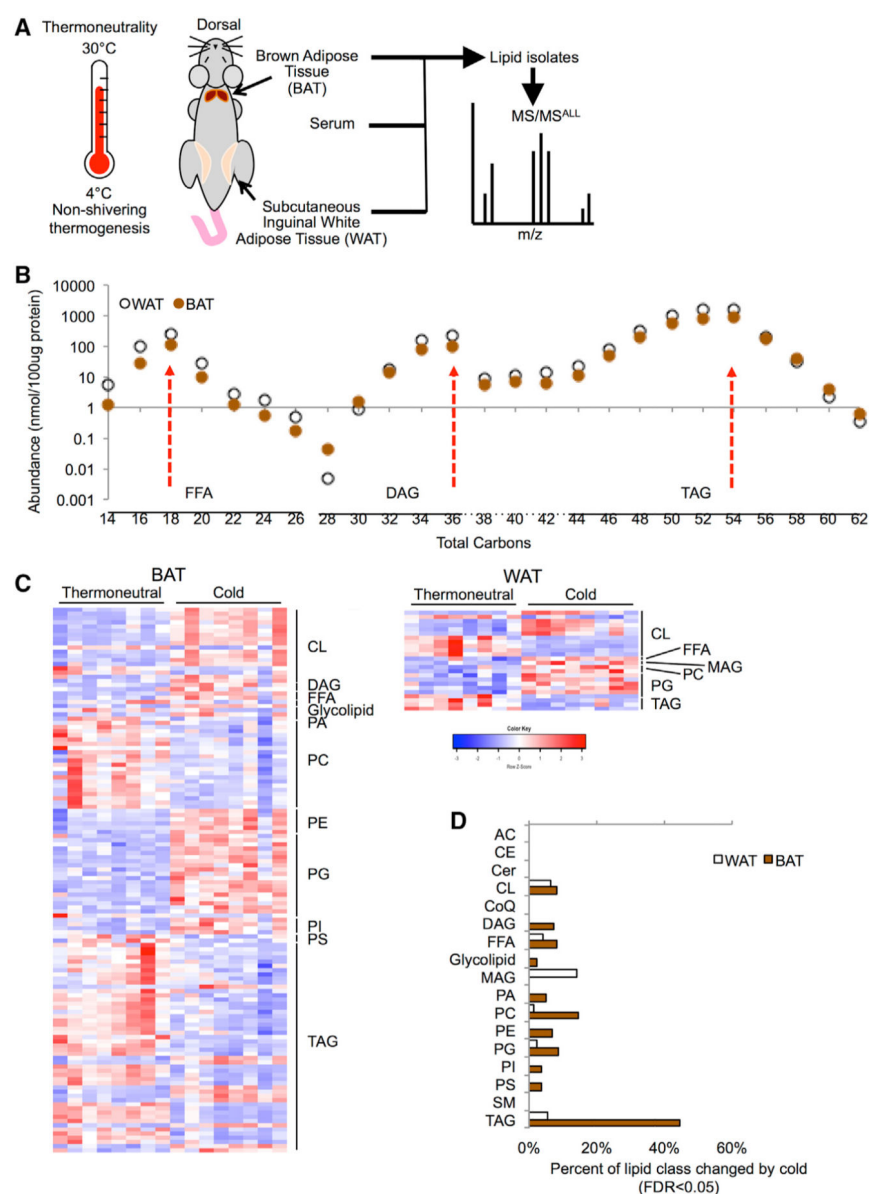 A
Thermoneutrality
30°C
4°C
Non-shivering
thermogenesis
Dorsal
Brown Adipose
Tissue
(BAT)
Serum
Subcutaneous
Inguinal White
Adipose Tissue (WAT)
Lipid isolates
MS/MSALL
m/z
B
Abundance (nmol/100ug protein)
10000
1000
100
10
1
0.1
0.01
0.001
WAT BAT
FFA DAG TAG
14 16 18 20 22 24 26 28 30 32 34 36 38 40 42 44 46 48 50 52 54 56 58 60 62
Total Carbons
C
BAT
Thermoneutral Cold
CL
DAG
FFA
Glycolipid
PA
PC
PE
PG
PI
PS
TAG
WAT
Thermoneutral Cold
CL
FFA
MAG
PC
PG
TAG
Color Key
Row Z-Score
D
WAT BAT
AC
CE
Cer
CL
CoQ
DAG
FFA
Glycolipid
MAG
PA
PC
PE
PG
PI
PS
SM
TAG
0% 20% 40% 60%
Percent of lipid class changed by cold
(FDR<0.05)